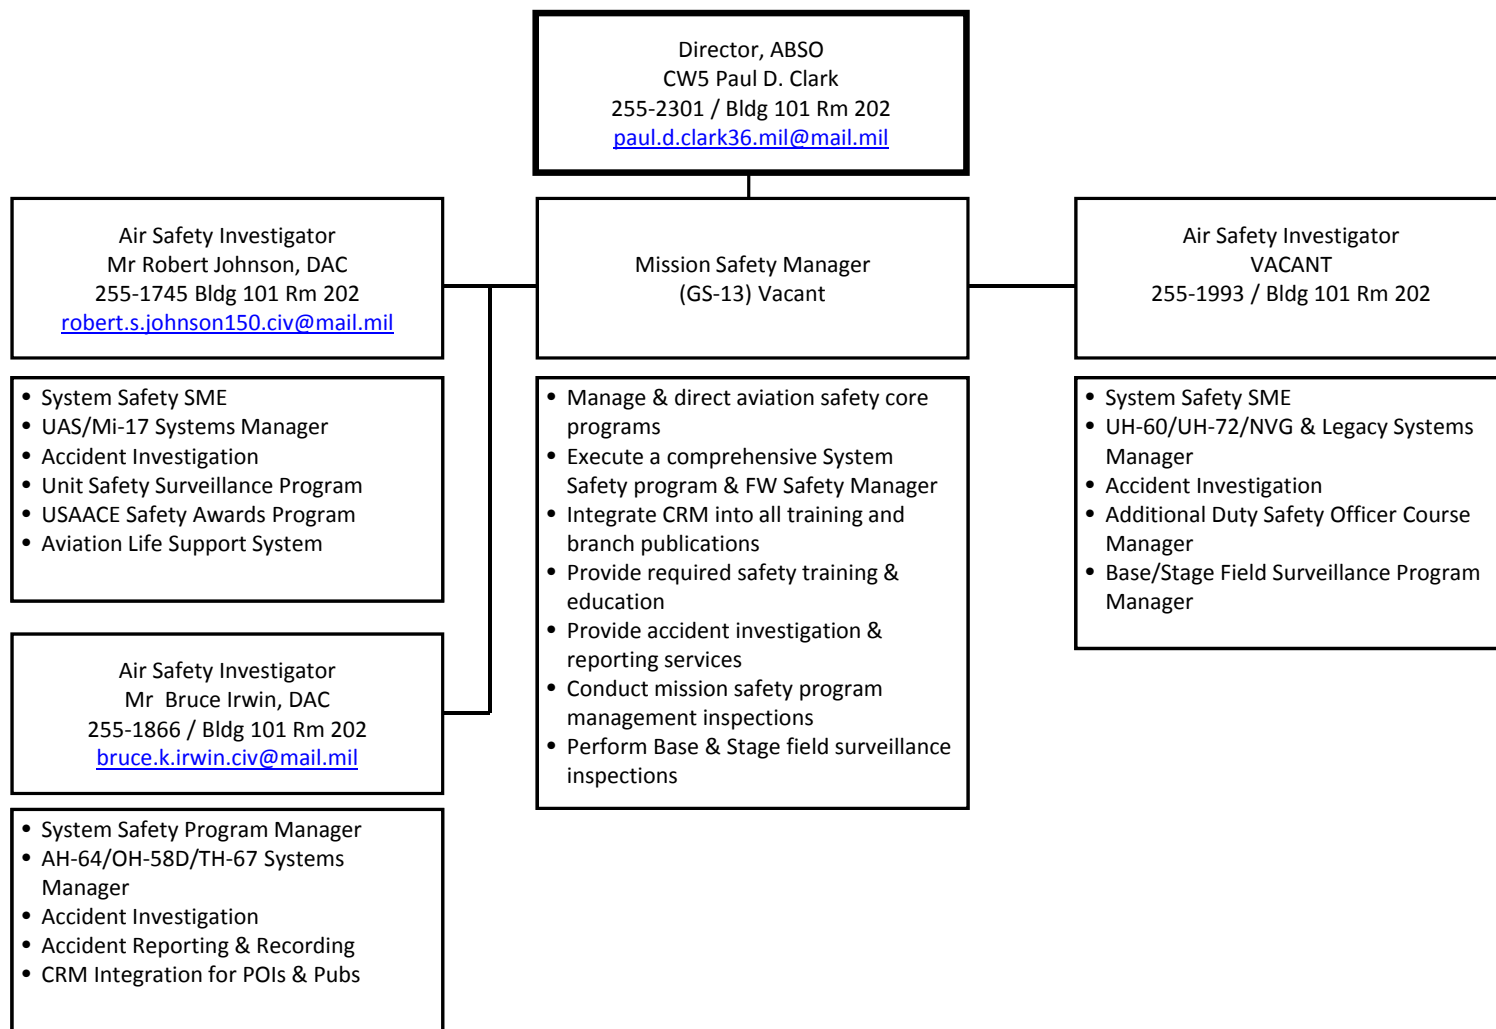 Director, ABSO
CW5 Paul D. Clark
255-2301 / Bldg 101 Rm 202
paul.d.clark36.mil@mail.mil
Air Safety Investigator
Mr Robert Johnson, DAC
255-1745 Bldg 101 Rm 202
robert.s.johnson150.civ@mail.mil
Mission Safety Manager
(GS-13) Vacant
Air Safety Investigator
VACANT
255-1993 / Bldg 101 Rm 202
• System Safety SME
• UAS/Mi-17 Systems Manager
• Accident Investigation
• Unit Safety Surveillance Program
• USAACE Safety Awards Program
• Aviation Life Support System
• Manage & direct aviation safety core
programs
• Execute a comprehensive System
Safety program & FW Safety Manager
• Integrate CRM into all training and
branch publications
• Provide required safety training &
education
• Provide accident investigation &
reporting services
• Conduct mission safety program
management inspections
• Perform Base & Stage field surveillance
inspections
• System Safety SME
• UH-60/UH-72/NVG & Legacy Systems
Manager
• Accident Investigation
• Additional Duty Safety Officer Course
Manager
• Base/Stage Field Surveillance Program
Manager
Air Safety Investigator
Mr  Bruce Irwin, DAC
255-1866 / Bldg 101 Rm 202
bruce.k.irwin.civ@mail.mil
• System Safety Program Manager
• AH-64/OH-58D/TH-67 Systems
Manager
• Accident Investigation
• Accident Reporting & Recording
• CRM Integration for POIs & Pubs